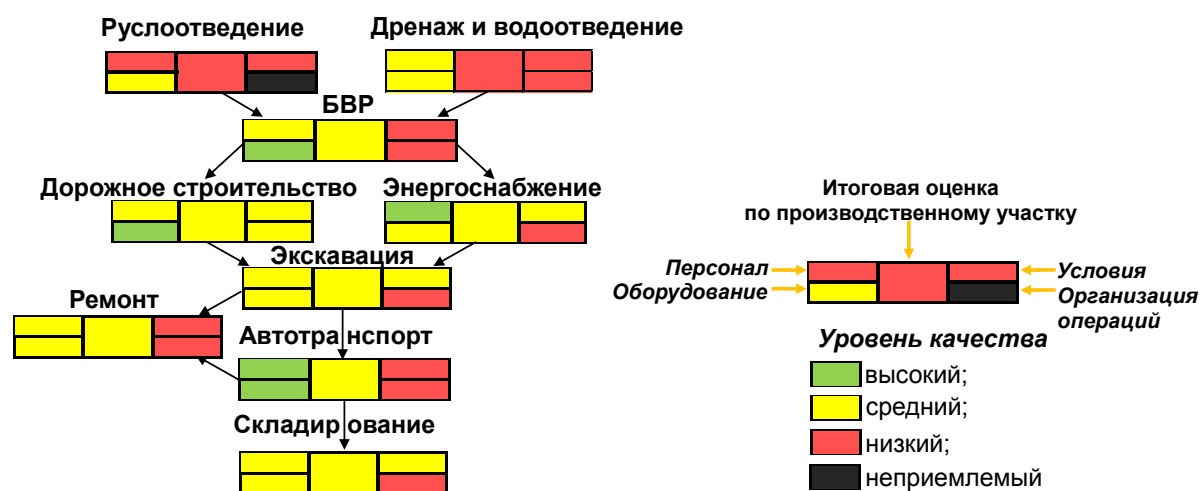 Руслоотведение
Дренаж и водоотведение
БВР
Дорожное строительство
Энергоснабжение
Экскавация
Ремонт
Автотранспорт
Складирование
Итоговая оценка
по производственному участку
Персонал
Оборудование
Условия
Организация
операций
Уровень качества
высокий;
средний;
низкий;
неприемлемый